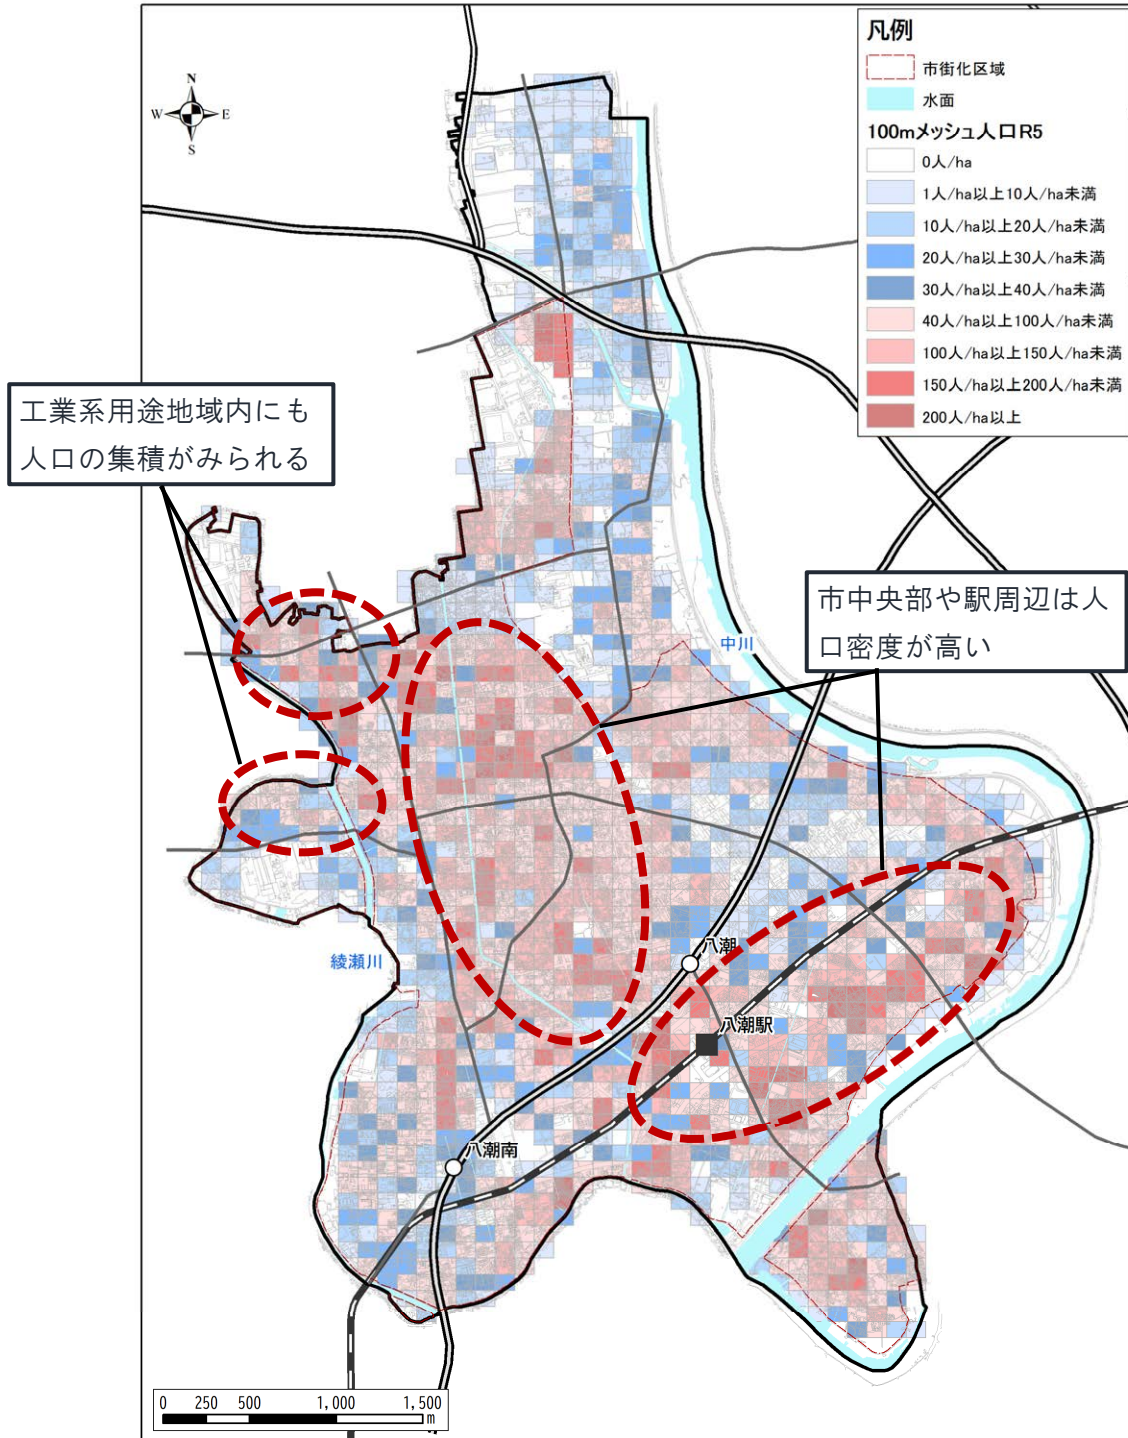 凡例
市街化区域
水面
100mメッシュ人口R5
0人/ha
1人/ha以上10人/ha未満
10人/ha以上20人/ha未満
20人/ha以上30人/ha未満
30人/ha以上40人/ha未満
40人/ha以上100人/ha未満
100人/ha以上150人/ha未満
150人/ha以上200人/ha未満
200人/ha以上
N
W E
S
工業系用途地域内にも
人口の集積がみられる
市中央部や駅周辺は人
口密度が高い
中川
綾瀬川
八潮
八潮駅
八潮南
0 250 500 1,000 1,500
m